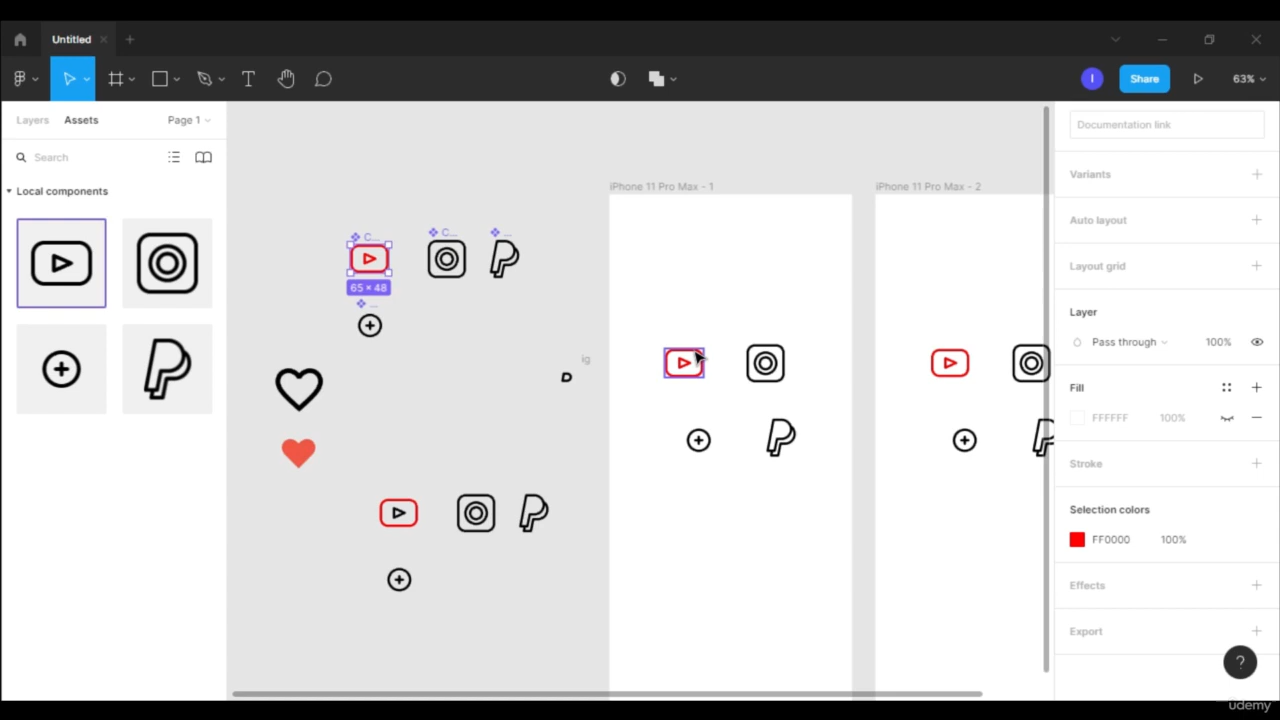 Untitled
I
Share
63%
Layers
Assets
Page 1
Search
Local components
C...
C...
...
65 × 48
...
ig
iPhone 11 Pro Max - 1
iPhone 11 Pro Max - 2
Documentation link
Variants
Auto layout
Layout grid
Layer
Pass through
100%
Fill
FFFFFF
100%
Stroke
Selection colors
FF0000
100%
Effects
Export
?
udemy